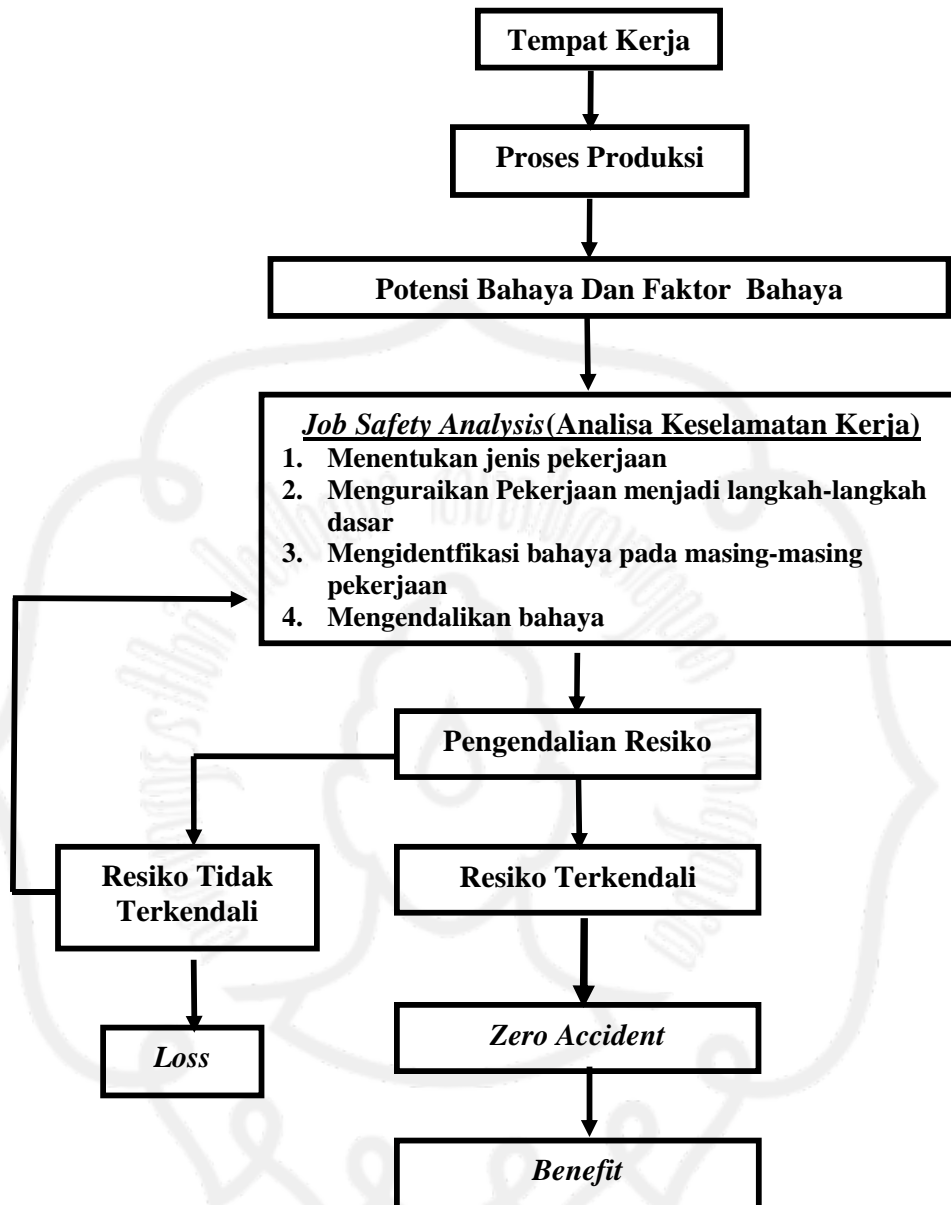 Tempat Kerja
Proses Produksi
Potensi Bahaya Dan Faktor Bahaya
Job Safety Analysis(Analisa Keselamatan Kerja)
1. Menentukan jenis pekerjaan
2. Menguraikan Pekerjaan menjadi langkah-langkah
dasar
3. Mengidentfikasi bahaya pada masing-masing
pekerjaan
4. Mengendalikan bahaya
Pengendalian Resiko
Resiko Tidak
Terkendali
Resiko Terkendali
Zero Accident
Loss
Benefit